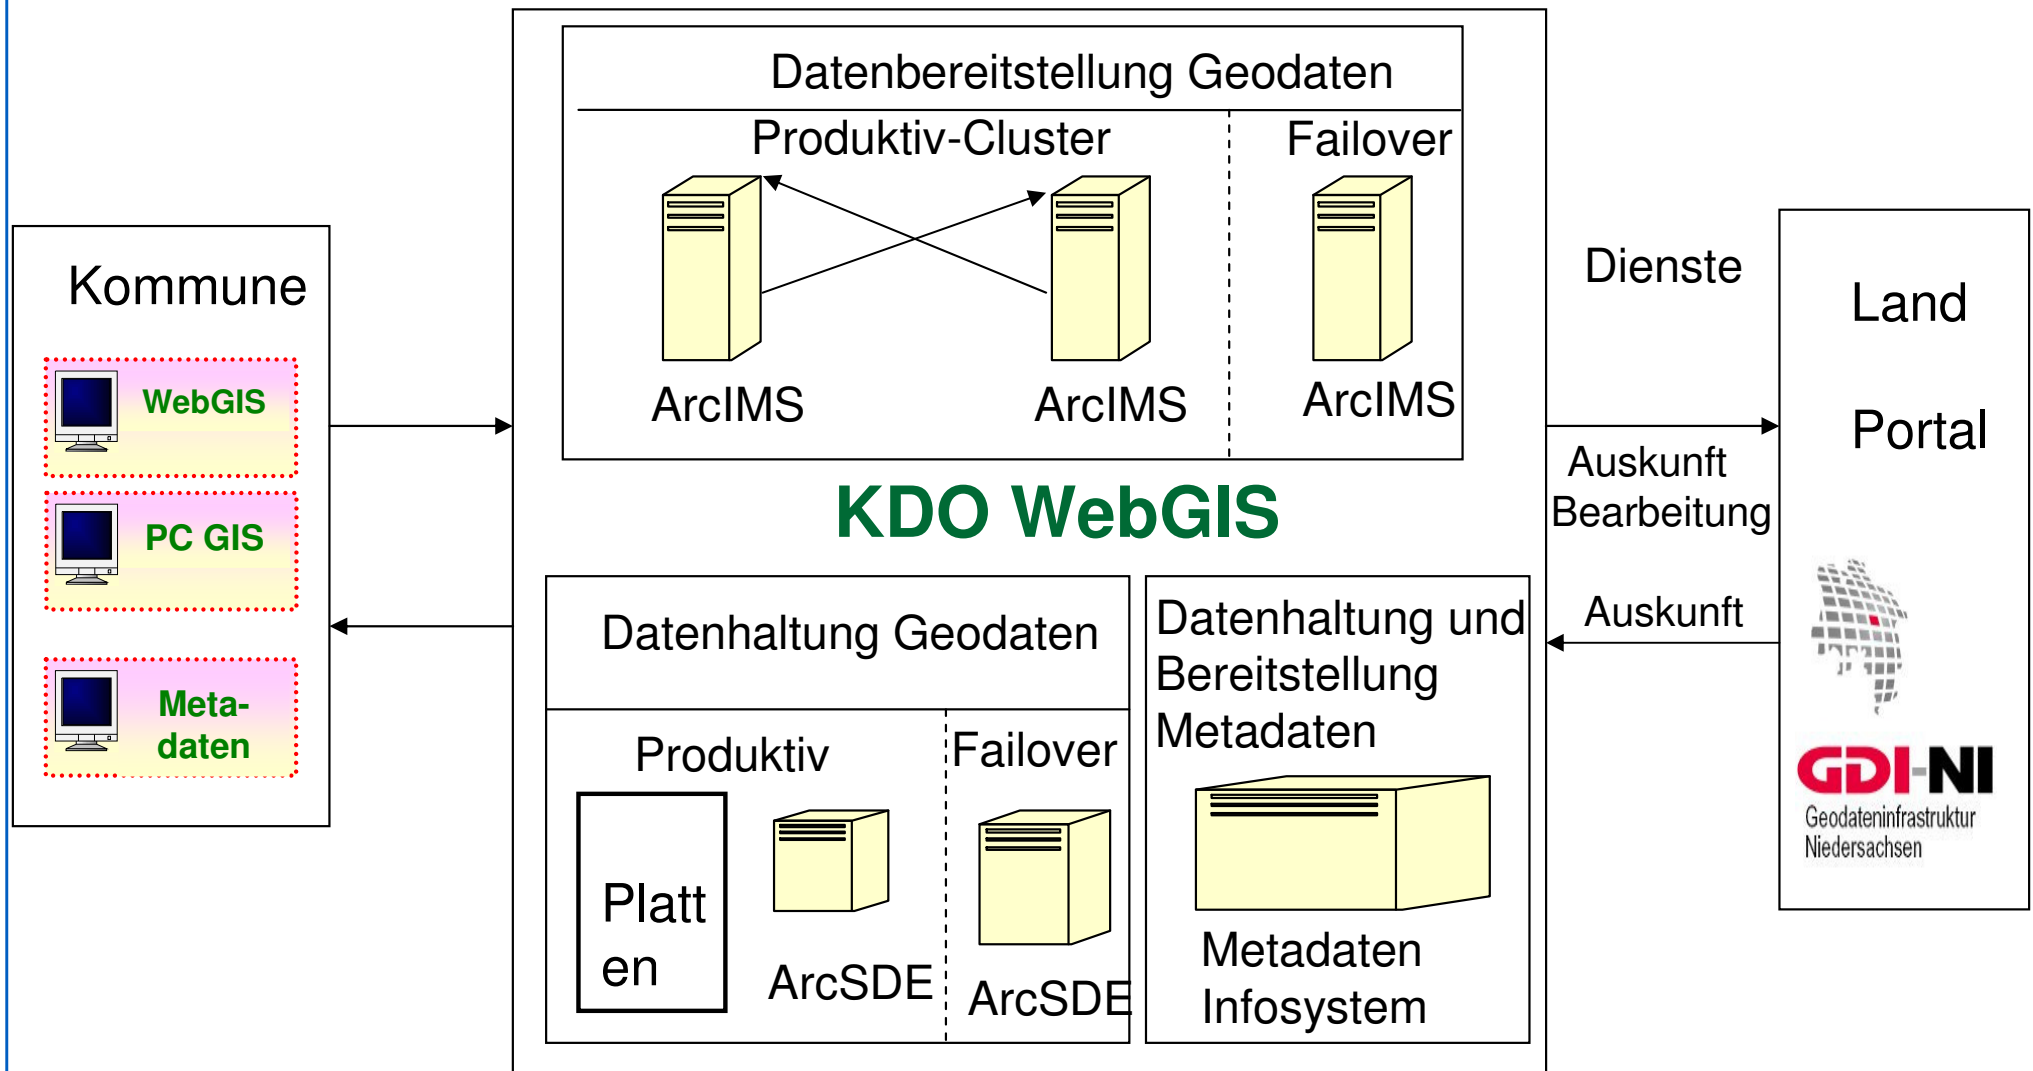 Datenbereitstellung Geodaten
Produktiv-Cluster
Failover
ArcIMS
ArcIMS
ArcIMS
Kommune
WebGIS
PC GIS
Meta-
daten
KDO WebGIS
Datenhaltung Geodaten
Produktiv
Failover
Platt
en
ArcSDE
ArcSDE
Datenhaltung und
Bereitstellung
Metadaten
Metadaten
Infosystem
Dienste
Auskunft
Bearbeitung
Auskunft
Land
Portal
GDI-NI
Geodateninfrastruktur
Niedersachsen